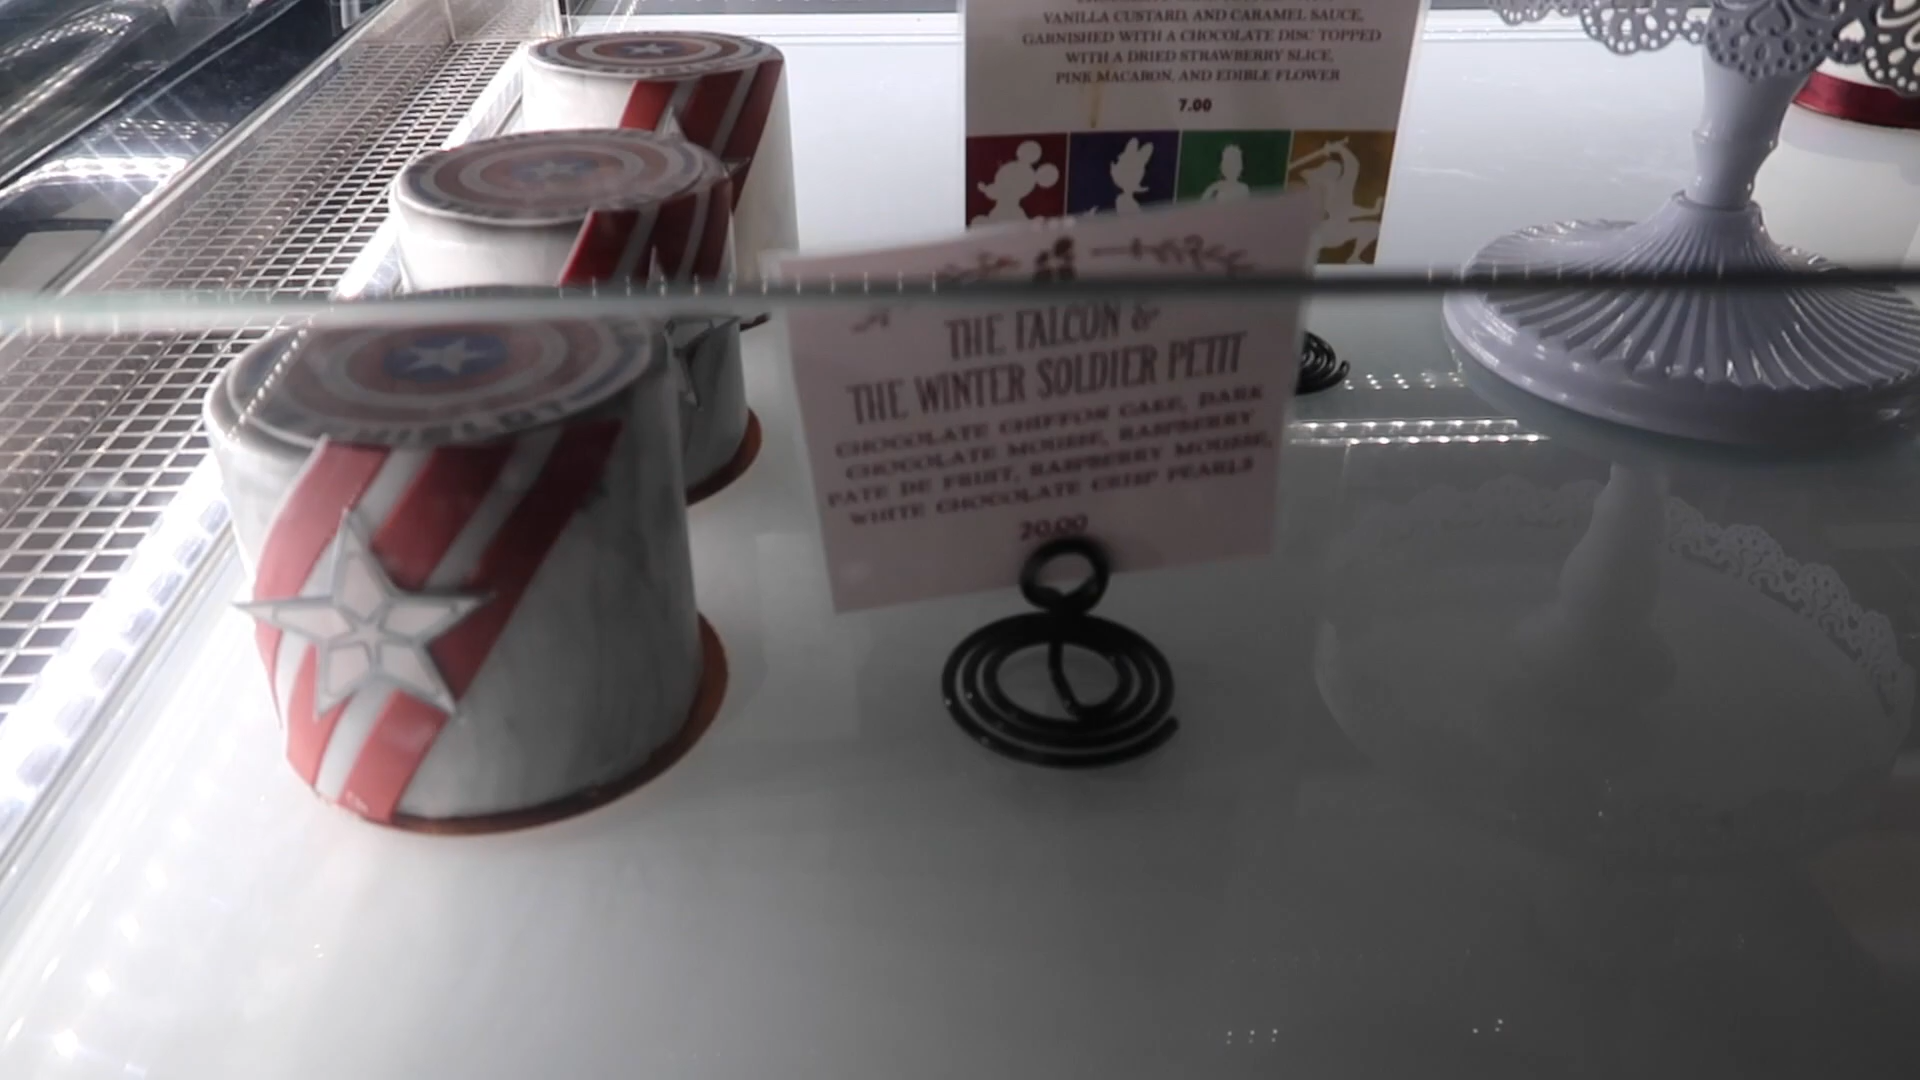 VANILLA CUSTARD, AND CARAMEL SAUCE,
GARNISHED WITH A CHOCOLATE DISC TOPPED
WITH A DRIED STRAWBERRY SLICE,
PINK MACARON, AND EDIBLE FLOWER
7.00
THE FALCON &
THE WINTER SOLDIER PETIT
CHOCOLATE CHIFFON CAKE, DARK
CHOCOLATE MOUSSE, RASPBERRY
PATE DE FRUIT, RASPBERRY MOUSSE,
WHITE CHOCOLATE CRISP PEARLS
20.00